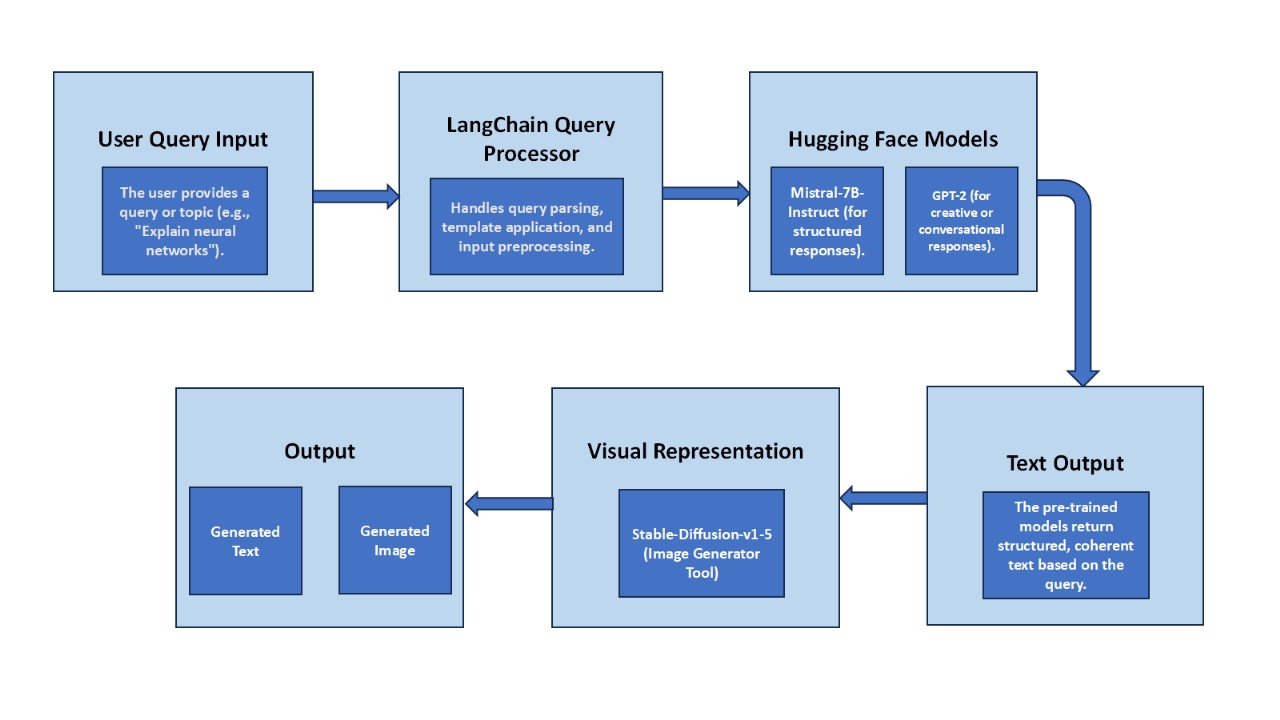 User Query Input
The user provides a
query or topic (e.g.,
"Explain neural
networks").
LangChain Query
Processor
Handles query parsing,
template application, and
input preprocessing.
Hugging Face Models
Mistral-7B-
Instruct (for
structured
responses).
GPT-2 (for
creative or
conversational
responses).
Text Output
The pre-trained
models return
structured, coherent
text based on the
query.
Visual Representation
Stable-Diffusion-v1-5
(Image Generator
Tool)
Output
Generated
Text
Generated
Image